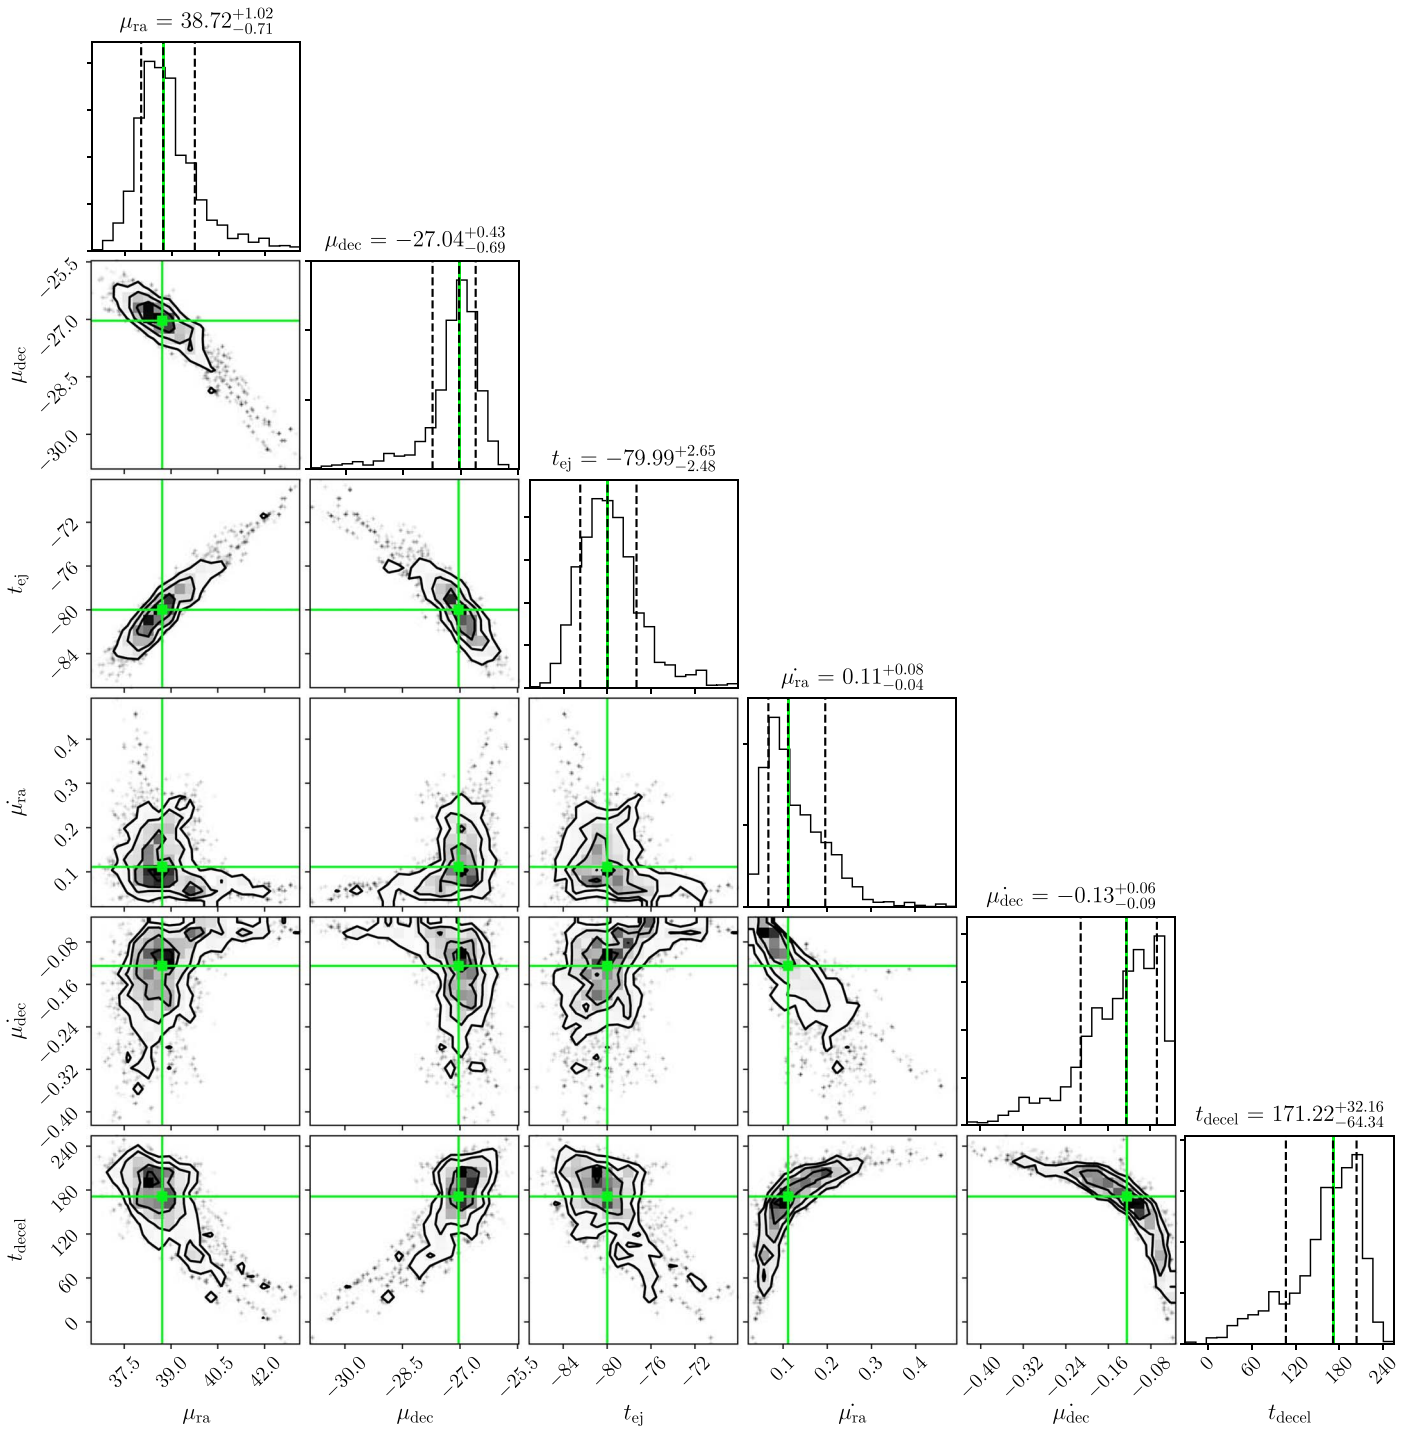 μ_ra = 38.72^{+1.02}_{−0.71}
μ_dec = −27.04^{+0.43}_{−0.69}
−25.5
−27.0
−28.5
−30.0
μ_dec
t_ej = −79.99^{+2.65}_{−2.48}
−72
−76
−80
−84
t_ej
μ̇_ra = 0.11^{+0.08}_{−0.04}
0.4
0.3
0.2
0.1
μ̇_ra
μ̇_dec = −0.13^{+0.06}_{−0.09}
−0.08
−0.16
−0.24
−0.32
−0.40
μ̇_dec
t_decel = 171.22^{+32.16}_{−64.34}
240
180
120
60
0
t_decel
37.5 39.0 40.5 42.0 −30.0 −28.5 −27.0 −25.5 −84 −80 −76 −72 0.1 0.2 0.3 0.4 −0.40 −0.32 −0.24 −0.16 −0.08 0 60 120 180 240
μ_ra μ_dec t_ej μ̇_ra μ̇_dec t_decel